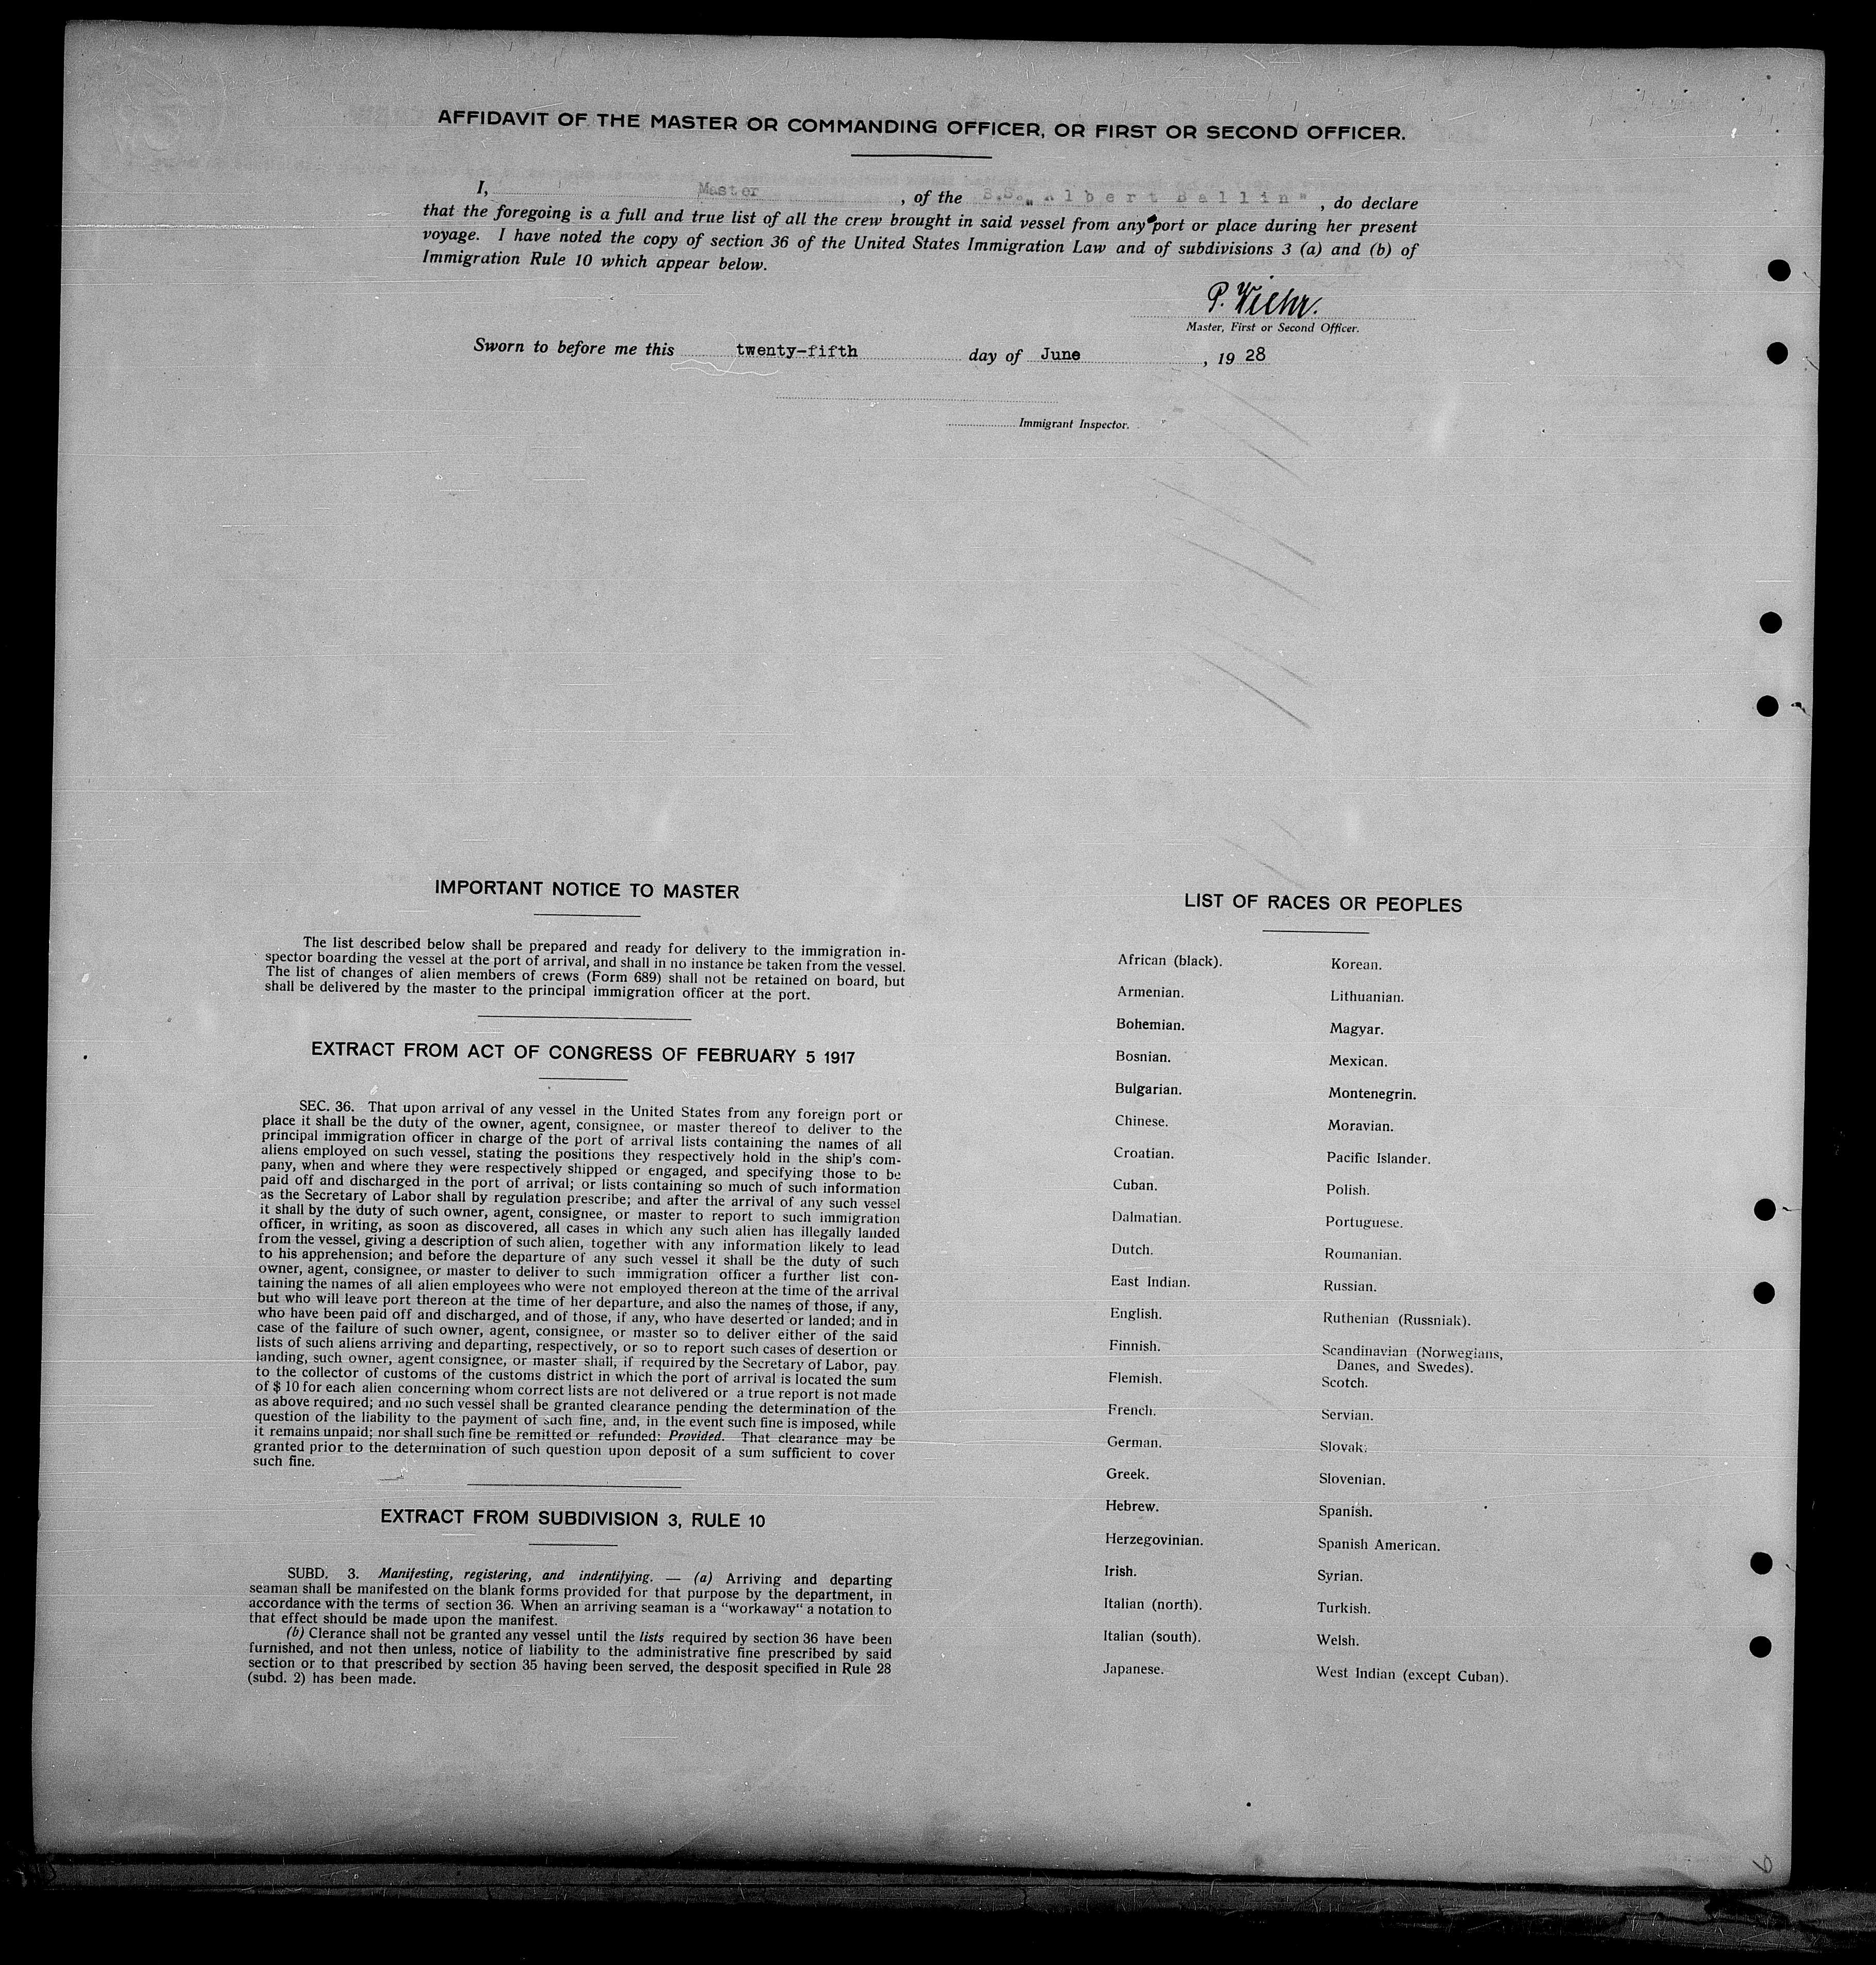 AFFIDAVIT OF THE MASTER OR COMMANDING OFFICER, OR FIRST OR SECOND OFFICER.
I, Master, of the S.S. „Albert Ballin", do declare
that the foregoing is a full and true list of all the crew brought in said vessel from any port or place during her present
voyage. I have noted the copy of section 36 of the United States Immigration Law and of subdivisions 3 (a) and (b) of
Immigration Rule 10 which appear below.
P. Wiehr.
Master, First or Second Officer.
Sworn to before me this twenty-fifth day of June, 19 28
Immigrant Inspector.
IMPORTANT NOTICE TO MASTER
The list described below shall be prepared and ready for delivery to the immigration in-
spector boarding the vessel at the port of arrival, and shall in no instance be taken from the vessel.
The list of changes of alien members of crews (Form 689) shall not be retained on board, but
shall be delivered by the master to the principal immigration officer at the port.
EXTRACT FROM ACT OF CONGRESS OF FEBRUARY 5 1917
SEC. 36. That upon arrival of any vessel in the United States from any foreign port or
place it shall be the duty of the owner, agent, consignee, or master thereof to deliver to the
principal immigration officer in charge of the port of arrival lists containing the names of all
aliens employed on such vessel, stating the positions they respectively hold in the ship's com-
pany, when and where they were respectively shipped or engaged, and specifying those to be
paid off and discharged in the port of arrival; or lists containing so much of such information
as the Secretary of Labor shall by regulation prescribe; and after the arrival of any such vessel
it shall by the duty of such owner, agent, consignee, or master to report to such immigration
officer, in writing, as soon as discovered, all cases in which any such alien has illegally landed
from the vessel, giving a description of such alien, together with any information likely to lead
to his apprehension; and before the departure of any such vessel it shall be the duty of such
owner, agent, consignee, or master to deliver to such immigration officer a further list con-
taining the names of all alien employees who were not employed thereon at the time of the arrival
but who will leave port thereon at the time of her departure, and also the names of those, if any,
who have been paid off and discharged, and of those, if any, who have deserted or landed; and in
case of the failure of such owner, agent, consignee, or master so to deliver either of the said
lists of such aliens arriving and departing, respectively, or so to report such cases of desertion or
landing, such owner, agent consignee, or master shall, if required by the Secretary of Labor, pay
to the collector of customs of the customs district in which the port of arrival is located the sum
of $ 10 for each alien concerning whom correct lists are not delivered or a true report is not made
as above required; and no such vessel shall be granted clearance pending the determination of the
question of the liability to the payment of such fine, and, in the event such fine is imposed, while
it remains unpaid; nor shall such fine be remitted or refunded: Provided. That clearance may be
granted prior to the determination of such question upon deposit of a sum sufficient to cover
such fine.
EXTRACT FROM SUBDIVISION 3, RULE 10
SUBD. 3. Manifesting, registering, and indentifying. — (a) Arriving and departing
seaman shall be manifested on the blank forms provided for that purpose by the department, in
accordance with the terms of section 36. When an arriving seaman is a "workaway" a notation to
that effect should be made upon the manifest.
(b) Clerance shall not be granted any vessel until the lists required by section 36 have been
furnished, and not then unless, notice of liability to the administrative fine prescribed by said
section or to that prescribed by section 35 having been served, the desposit specified in Rule 28
(subd. 2) has been made.
LIST OF RACES OR PEOPLES
African (black).
Armenian.
Bohemian.
Bosnian.
Bulgarian.
Chinese.
Croatian.
Cuban.
Dalmatian.
Dutch.
East Indian.
English.
Finnish.
Flemish.
French.
German.
Greek.
Hebrew.
Herzegovinian.
Irish.
Italian (north).
Italian (south).
Japanese.
Korean.
Lithuanian.
Magyar.
Mexican.
Montenegrin.
Moravian.
Pacific Islander.
Polish.
Portuguese.
Roumanian.
Russian.
Ruthenian (Russniak).
Scandinavian (Norwegians,
Danes, and Swedes).
Scotch.
Servian.
Slovak.
Slovenian.
Spanish.
Spanish American.
Syrian.
Turkish.
Welsh.
West Indian (except Cuban).